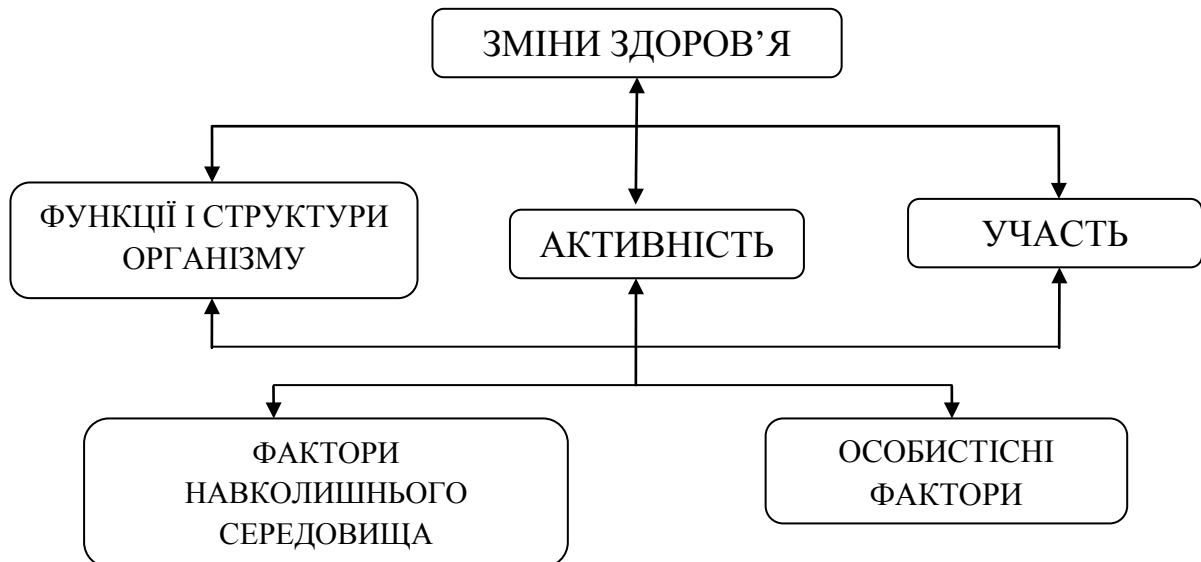 ЗМІНИ ЗДОРОВ’Я
ФУНКЦІЇ І СТРУКТУРИ
ОРГАНІЗМУ
АКТИВНІСТЬ
УЧАСТЬ
ФАКТОРИ
НАВКОЛИШНЬОГО
СЕРЕДОВИЩА
ОСОБИСТІСНІ
ФАКТОРИ